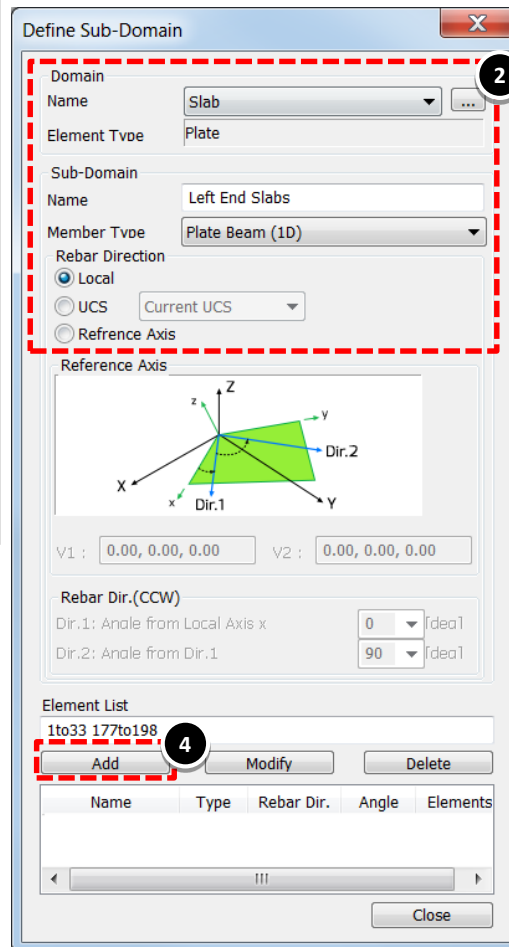 Define Sub-Domain
X
2
Domain
Name Slab ...
Element Type Plate
Sub-Domain
Name Left End Slabs
Member Type Plate Beam (1D)
Rebar Direction
Local
UCS Current UCS
Refrence Axis
Reference Axis
Z
z
y
Dir.2
X
x Dir.1 Y
V1 : 0.00, 0.00, 0.00 V2 : 0.00, 0.00, 0.00
Rebar Dir.(CCW)
Dir.1: Angle from Local Axis x 0 [deg]
Dir.2: Angle from Dir.1 90 [deg]
Element List
1to33 177to198
4
Add Modify Delete
Name Type Rebar Dir. Angle Elements
Close